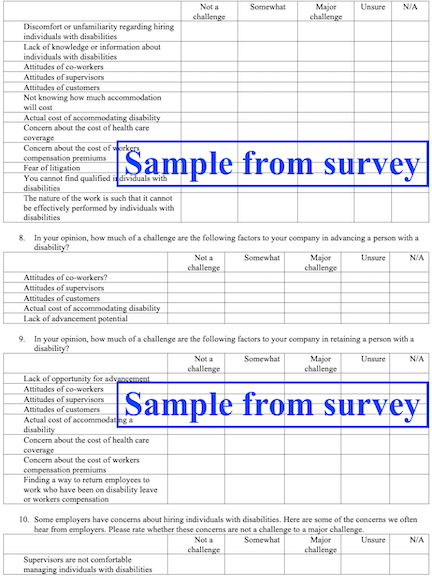 Not a challenge Somewhat Major challenge Unsure N/A
Discomfort or unfamiliarity regarding hiring
individuals with disabilities
Lack of knowledge or information about
individuals with disabilities
Attitudes of co-workers
Attitudes of supervisors
Attitudes of customers
Not knowing how much accommodation
will cost
Actual cost of accommodating disability
Concern about the cost of health care
coverage
Concern about the cost of workers
compensation premiums
Fear of litigation
You cannot find qualified individuals with
disabilities
The nature of the work is such that it cannot
be effectively performed by individuals with
disabilities
Sample from survey
8. In your opinion, how much of a challenge are the following factors to your company in advancing a person with a
disability?
Not a challenge Somewhat Major challenge Unsure N/A
Attitudes of co-workers?
Attitudes of supervisors
Attitudes of customers
Actual cost of accommodating disability
Lack of advancement potential
9. In your opinion, how much of a challenge are the following factors to your company in retaining a person with a
disability?
Not a challenge Somewhat Major challenge Unsure N/A
Lack of opportunity for advancement
Attitudes of co-workers
Attitudes of supervisors
Attitudes of customers
Actual cost of accommodating a
disability
Sample from survey
Concern about the cost of health care
coverage
Concern about the cost of workers
compensation premiums
Finding a way to return employees to
work who have been on disability leave
or workers compensation
10. Some employers have concerns about hiring individuals with disabilities. Here are some of the concerns we often
hear from employers. Please rate whether these concerns are not a challenge to a major challenge.
Not a challenge Somewhat Major challenge Unsure N/A
Supervisors are not comfortable
managing individuals with disabilities